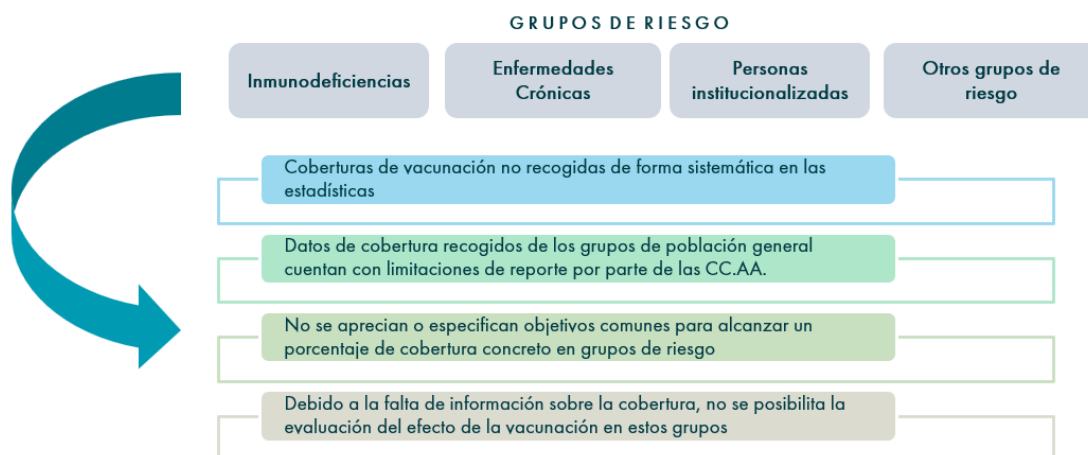 GRUPOS DE RIESGO
Inmunodeficiencias
Enfermedades
Crónicas
Personas
institucionalizadas
Otros grupos de
riesgo
Coberturas de vacunación no recogidas de forma sistemática en las
estadísticas
Datos de cobertura recogidos de los grupos de población general
cuentan con limitaciones de reporte por parte de las CC.AA.
No se aprecian o especifican objetivos comunes para alcanzar un
porcentaje de cobertura concreto en grupos de riesgo
Debido a la falta de información sobre la cobertura, no se posibilita la
evaluación del efecto de la vacunación en estos grupos